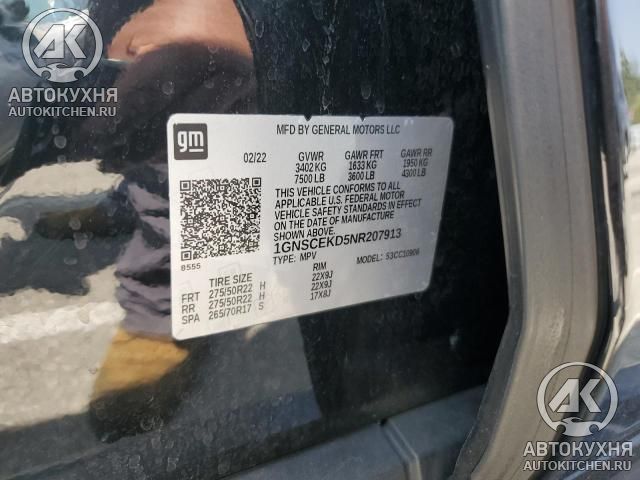 AK
АВТОКУХНЯ
AUTOKITCHEN.RU
gm
MFD BY GENERAL MOTORS LLC
02/22 GVWR GAWR FRT GAWR RR
3402 KG 1633 KG 1950 KG
7500 LB 3600 LB 4300 LB
THIS VEHICLE CONFORMS TO ALL
APPLICABLE U.S. FEDERAL MOTOR
VEHICLE SAFETY STANDARDS IN EFFECT
ON THE DATE OF MANUFACTURE
1GNSCEKD5NR207913
8555 TYPE: MPV MODEL: 53CC10906
TIRE SIZE RIM
FRT 275/50R22 H 22X9J
RR 275/50R22 H 22X9J
SPA 265/70R17 S 17X8J
AK
АВТОКУХНЯ
AUTOKITCHEN.RU